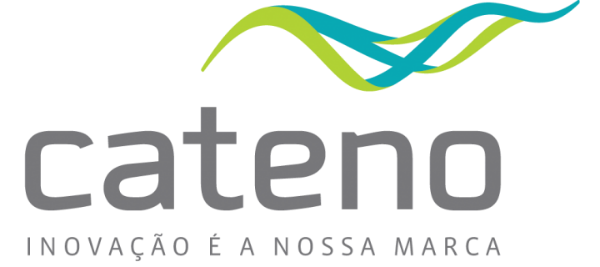 cateno
INOVAÇÃO É A NOSSA MARCA